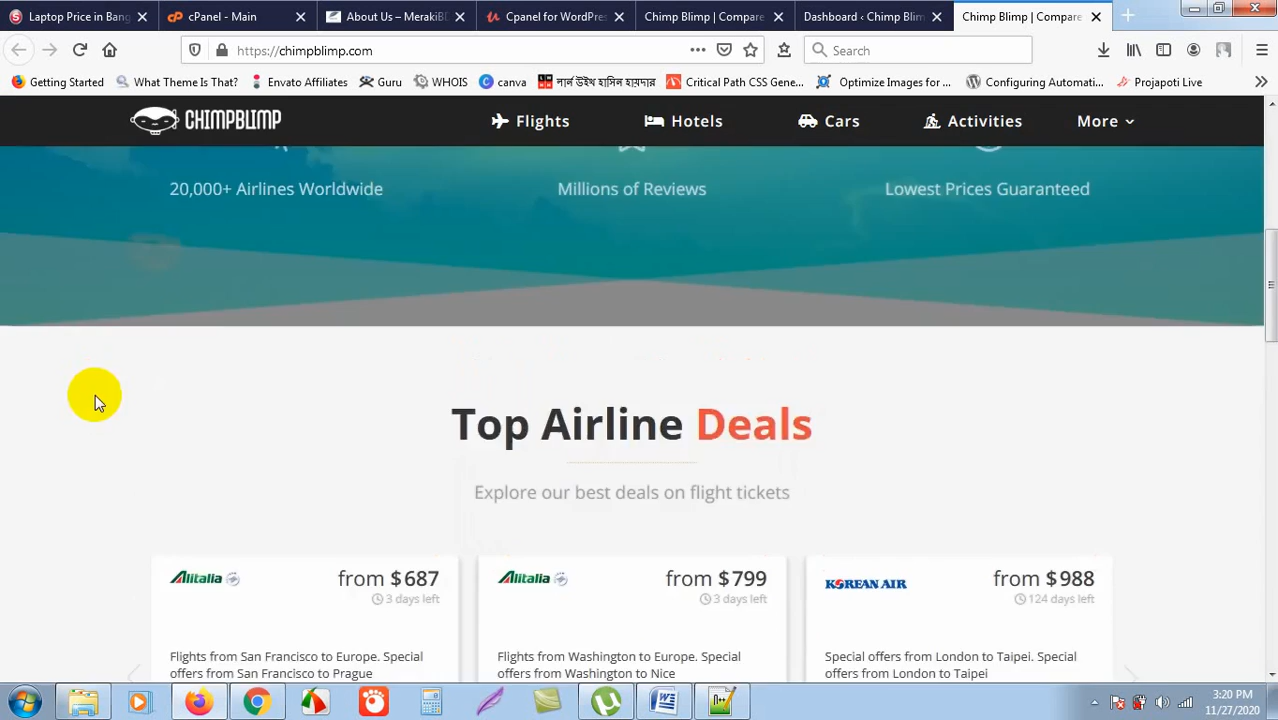 Laptop Price in Bang
cPanel - Main
About Us – MerakiBD
Cpanel for WordPres
Chimp Blimp | Compare
Dashboard ‹ Chimp Blim
Chimp Blimp | Compare
https://chimpblimp.com
Search
Getting Started
What Theme Is That?
Envato Affiliates
Guru
WHOIS
canva
লার্ন উইথ হাসিন হায়দার
Critical Path CSS Gene...
Optimize Images for ...
Configuring Automati...
Projapoti Live
CHIMPBLIMP
Flights
Hotels
Cars
Activities
More
20,000+ Airlines Worldwide
Millions of Reviews
Lowest Prices Guaranteed
Top Airline Deals
Explore our best deals on flight tickets
Alitalia
from $687
3 days left
Flights from San Francisco to Europe. Special
offers from San Francisco to Prague
Alitalia
from $799
3 days left
Flights from Washington to Europe. Special
offers from Washington to Nice
KOREAN AIR
from $988
124 days left
Special offers from London to Taipei. Special
offers from London to Taipei
3:20 PM
11/27/2020